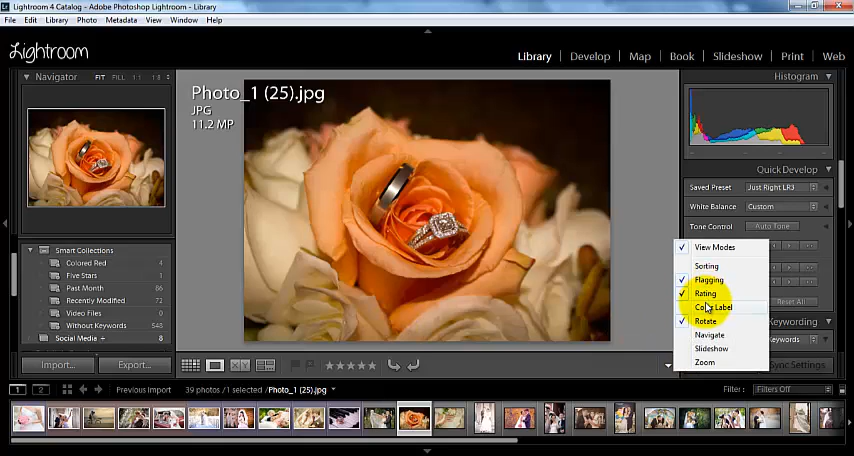 Lr Lightroom 4 Catalog - Adobe Photoshop Lightroom - Library
File Edit Library Photo Metadata View Window Help
Lightroom
Library | Develop | Map | Book | Slideshow | Print | Web
Navigator FIT FILL 1:1 1:8
Photo_1 (25).jpg
JPG
11.2 MP
Histogram
Quick Develop
Saved Preset Just Right LR3
White Balance Custom
Tone Control Auto Tone
Reset All
Keywording
Keywords
Sync Settings
View Modes
Sorting
Flagging
Rating
Color Label
Rotate
Navigate
Slideshow
Zoom
Smart Collections
Colored Red 4
Five Stars
Past Month 86
Recently Modified 72
Video Files 0
Without Keywords 548
Social Media + 8
Import... Export...
XY
1 2 Previous Import 39 photos / 1 selected / Photo_1 (25).jpg Filter : Filters Off